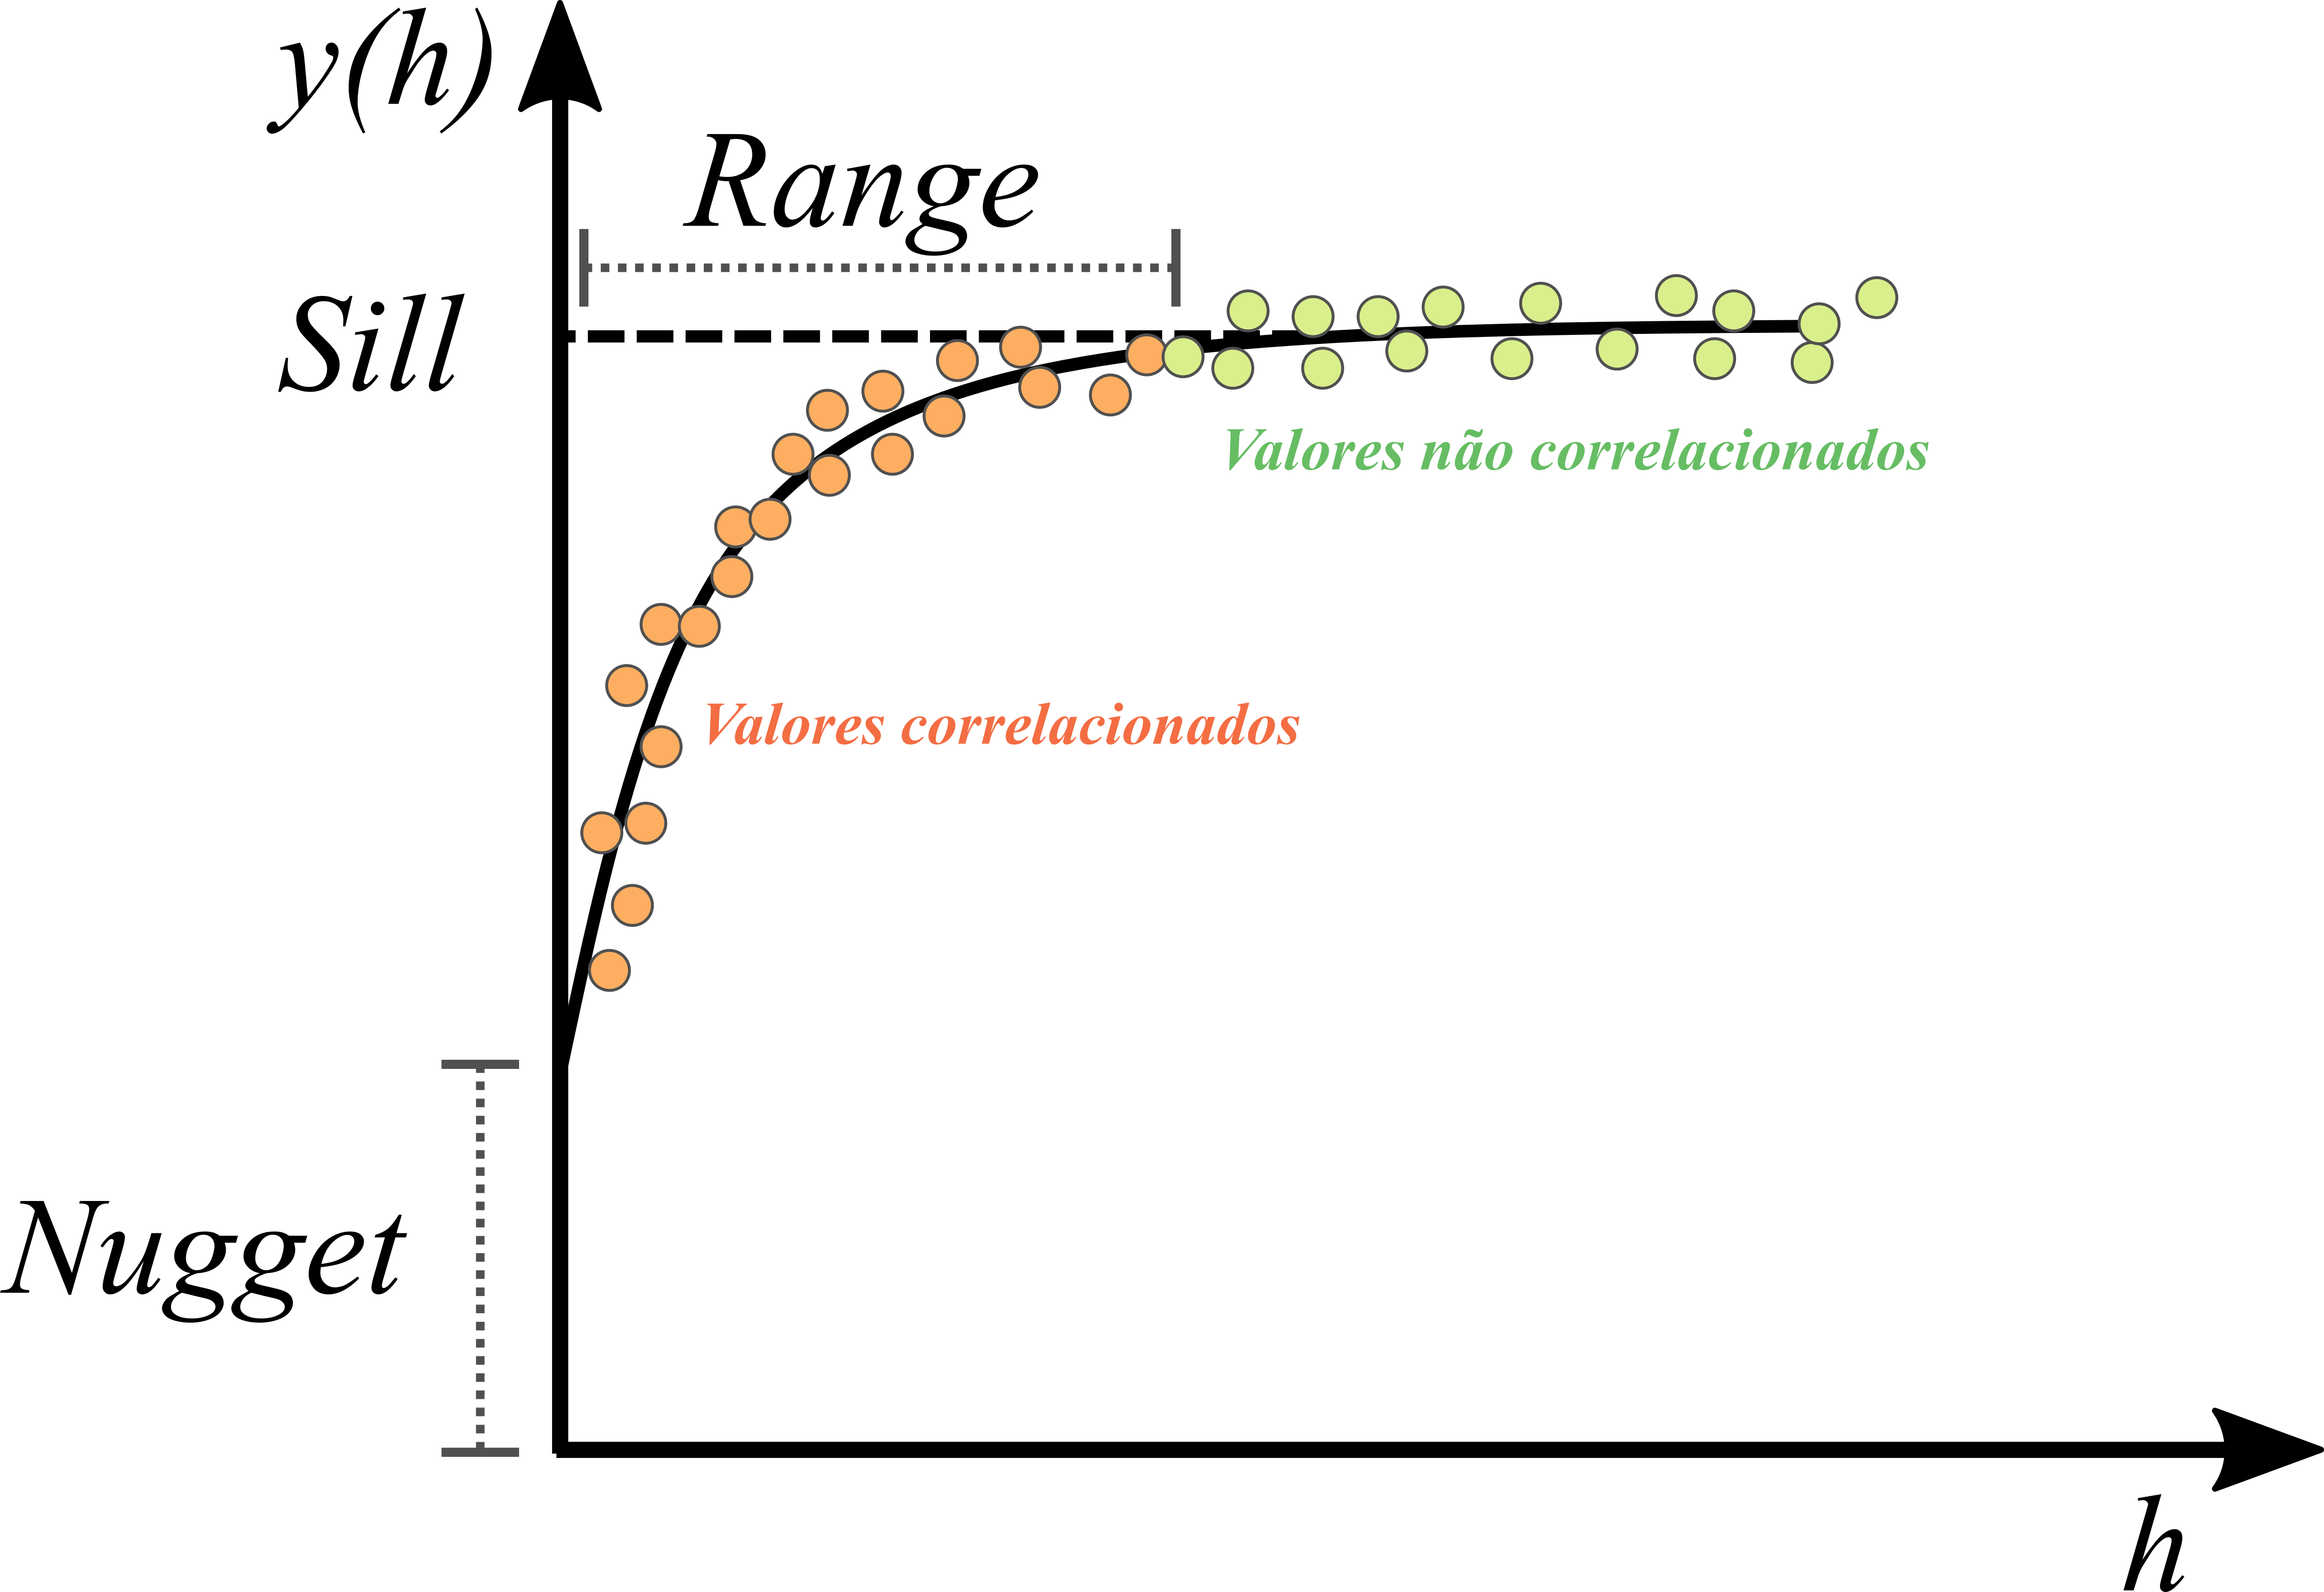 y(h)
Range
Sill
Valores não correlacionados
Valores correlacionados
Nugget
h